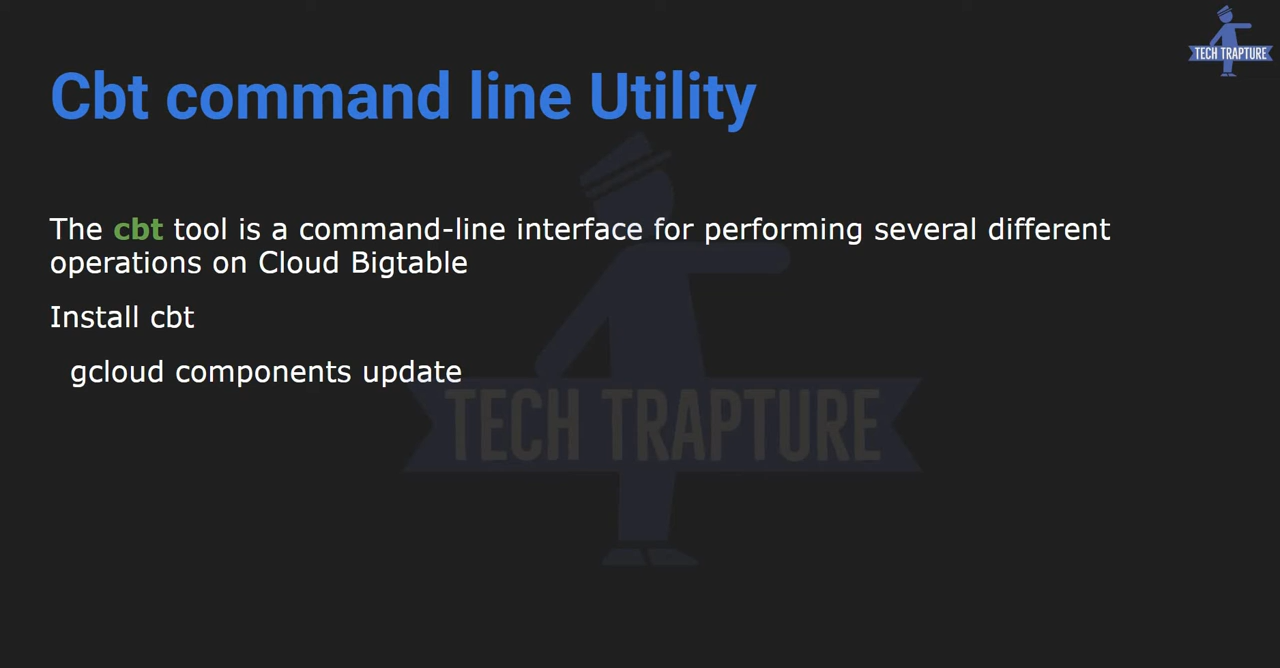 TECH TRAPTURE
Cbt command line Utility
The cbt tool is a command-line interface for performing several different
operations on Cloud Bigtable
Install cbt
gcloud components update
TECH TRAPTURE